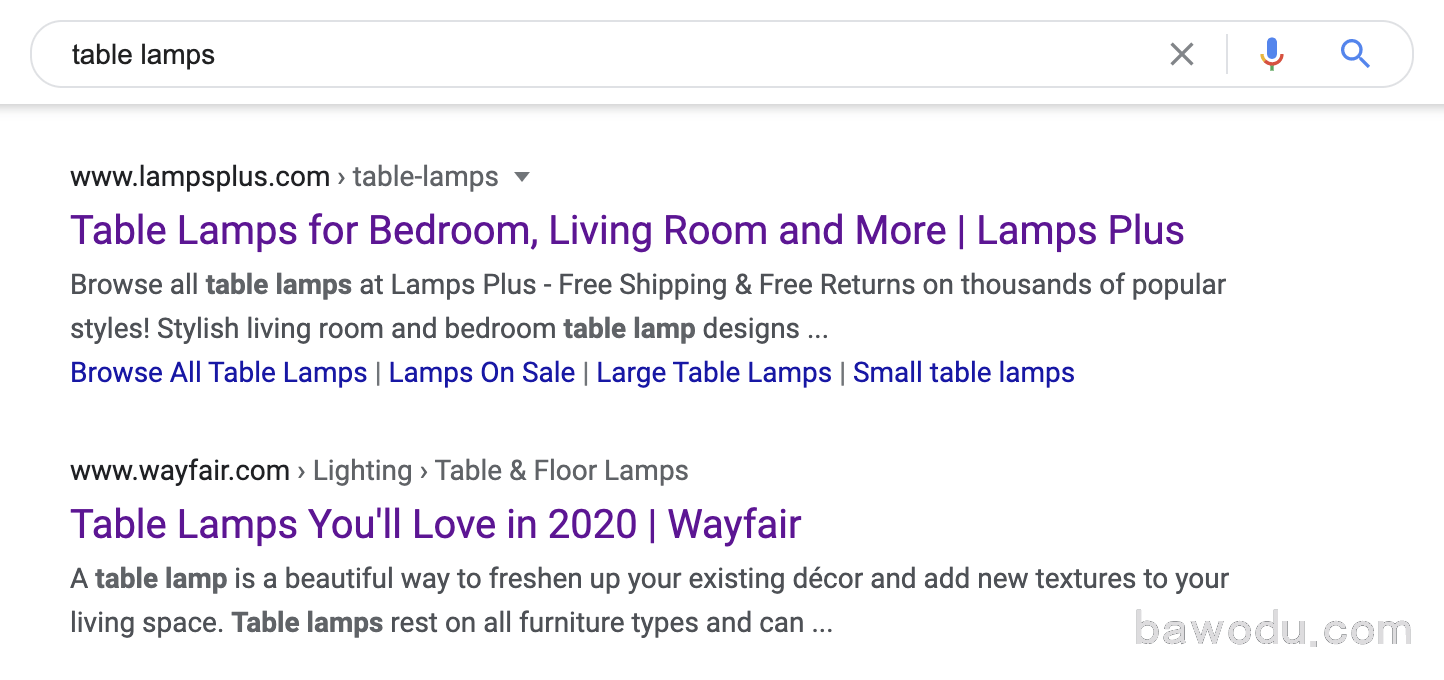 table lamps
www.lampsplus.com › table-lamps
Table Lamps for Bedroom, Living Room and More | Lamps Plus
Browse all table lamps at Lamps Plus - Free Shipping & Free Returns on thousands of popular
styles! Stylish living room and bedroom table lamp designs ...
Browse All Table Lamps | Lamps On Sale | Large Table Lamps | Small table lamps
www.wayfair.com › Lighting › Table & Floor Lamps
Table Lamps You'll Love in 2020 | Wayfair
A table lamp is a beautiful way to freshen up your existing décor and add new textures to your
living space. Table lamps rest on all furniture types and can ...
bawodu.com